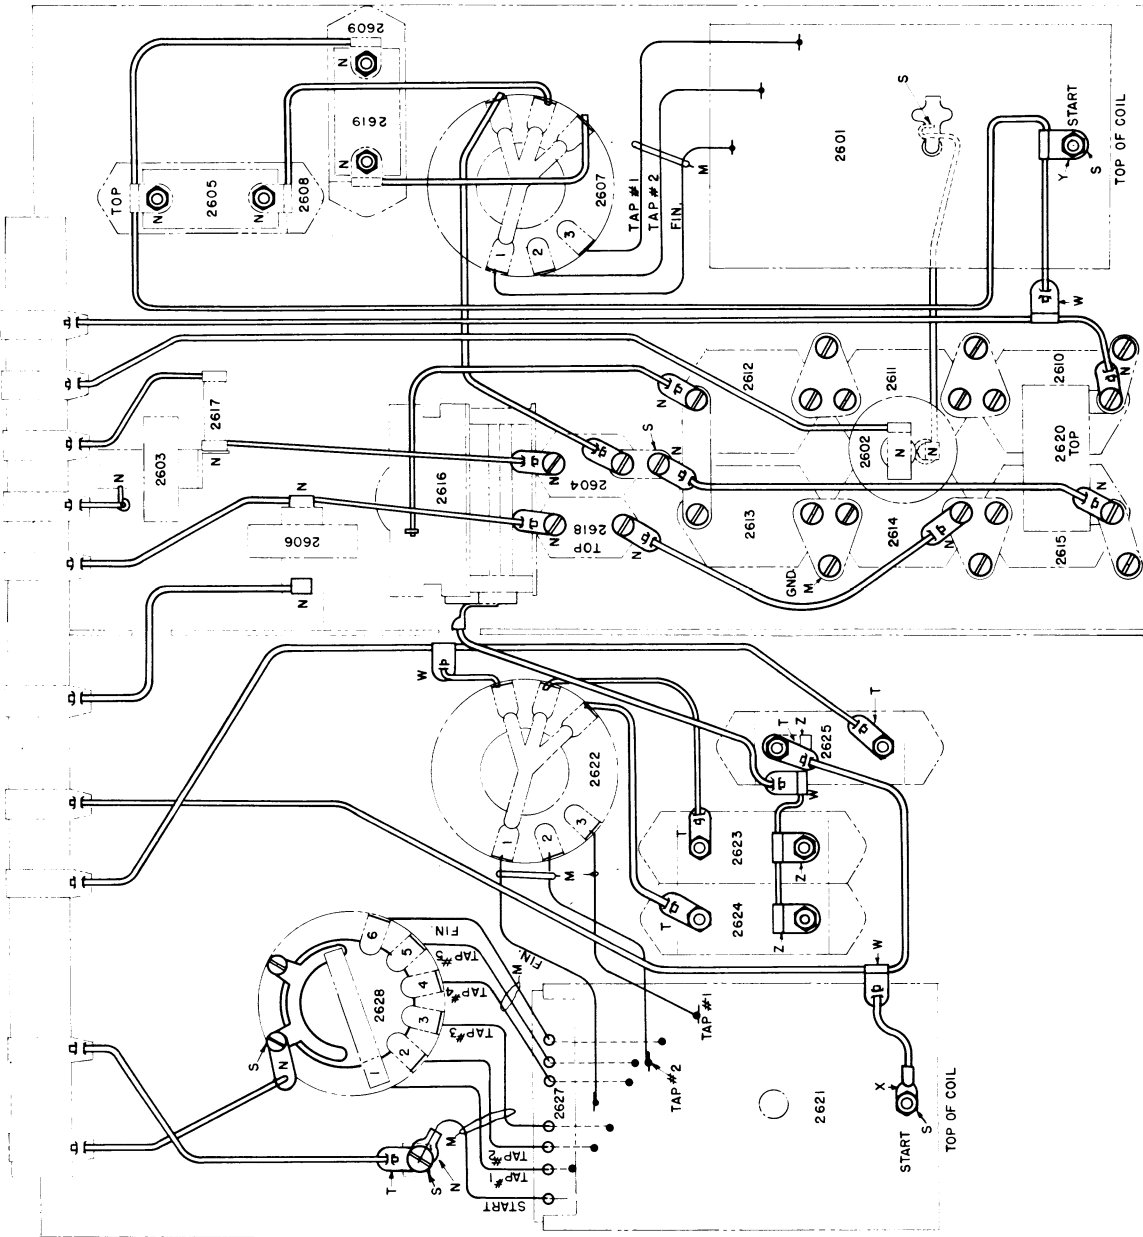 2609
N
2619
N
TOP
N
2605
N
2608
2607
1
2
3
TAP #1
TAP #2
FIN.
M
S
2601
START
Y
S
TOP OF COIL
W
N
2617
2603
N
N
N
2606
N
2616
N
S
N
N
2604
N
2618
TOP
N
2612
2611
2610
N
2602
N
N
2620
TOP
N
2613
2614
N
2615
GND
M
W
2622
1
2
3
M
T
T
Z
2625
T
W
T
2623
Z
T
2624
Z
W
6
5
4
3
2
1
2628
S
N
FIN.
TAP #5
TAP #4
TAP #3
M
FIN.
TAP #1
TAP #2
2627
M
TAP #2
TAP #1
START
T
S
N
2621
X
S
START
TOP OF COIL